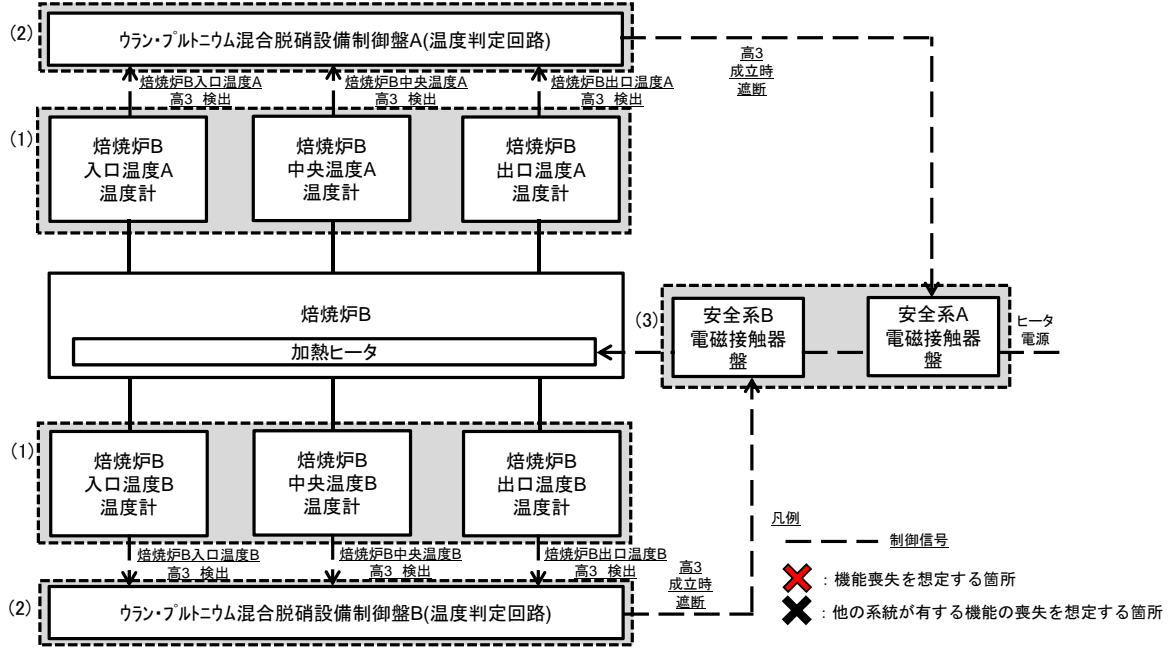 (2)
ウラン・プルトニウム混合脱硝設備制御盤A(温度判定回路)
高3
成立時
遮断
焙焼炉B入口温度A
高3 検出
焙焼炉B中央温度A
高3 検出
焙焼炉B出口温度A
高3 検出
(1)
焙焼炉B
入口温度A
温度計
焙焼炉B
中央温度A
温度計
焙焼炉B
出口温度A
温度計
焙焼炉B
加熱ヒータ
(3)
安全系B
電磁接触器
盤
安全系A
電磁接触器
盤
ヒータ
電源
(1)
焙焼炉B
入口温度B
温度計
焙焼炉B
中央温度B
温度計
焙焼炉B
出口温度B
温度計
焙焼炉B入口温度B
高3 検出
焙焼炉B中央温度B
高3 検出
焙焼炉B出口温度B
高3 検出
高3
成立時
遮断
(2)
ウラン・プルトニウム混合脱硝設備制御盤B(温度判定回路)
凡例
制御信号
：機能喪失を想定する箇所
：他の系統が有する機能の喪失を想定する箇所